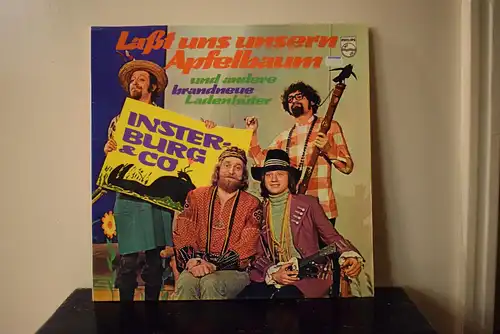 Laßt uns unsern
Apfelbaum
und andere
brandneue
Ladenhüter
INSTER-
BURG
& CO
PHILIPS